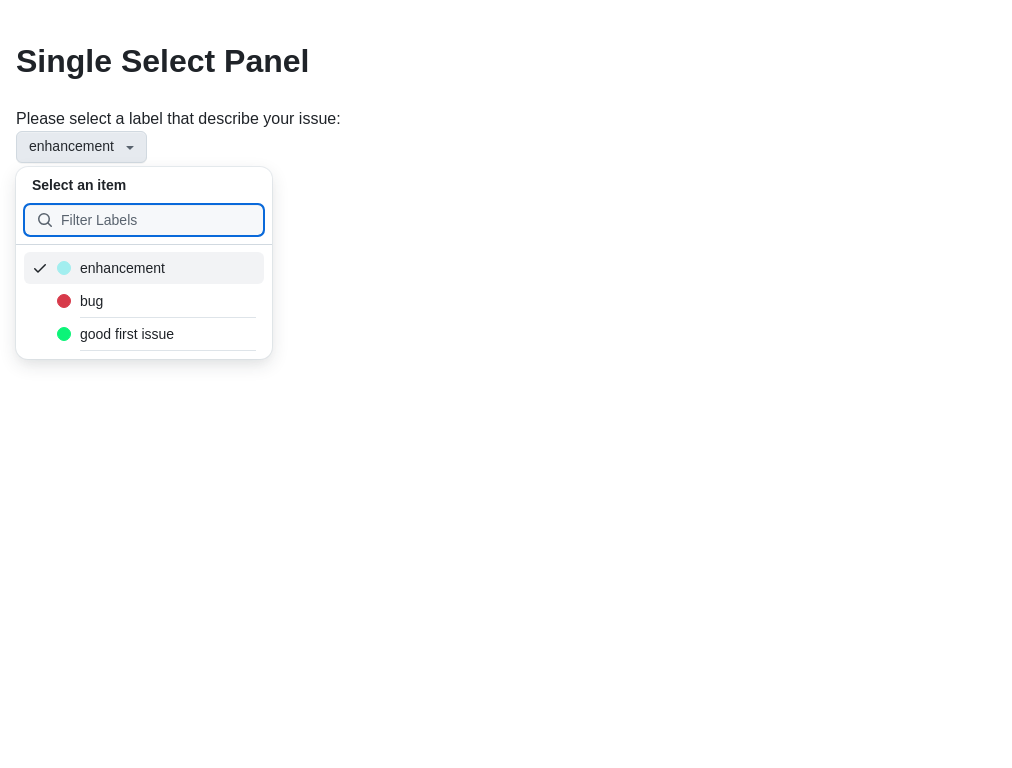 Single Select Panel
Please select a label that describe your issue:
enhancement
Select an item
Filter Labels
enhancement
bug
good first issue